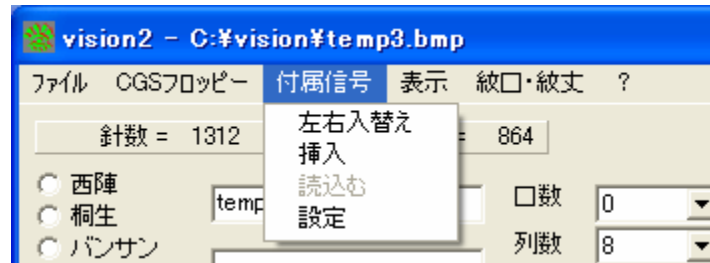 vision2 - C:¥vision¥temp3.bmp
ファイル CGSフロッピー 付属信号 表示 紋口・紋丈 ?
針数 = 1312 = 864
左右入替え
挿入
読込む
設定
西陣
桐生
バンサン
temp
口数 0
列数 8